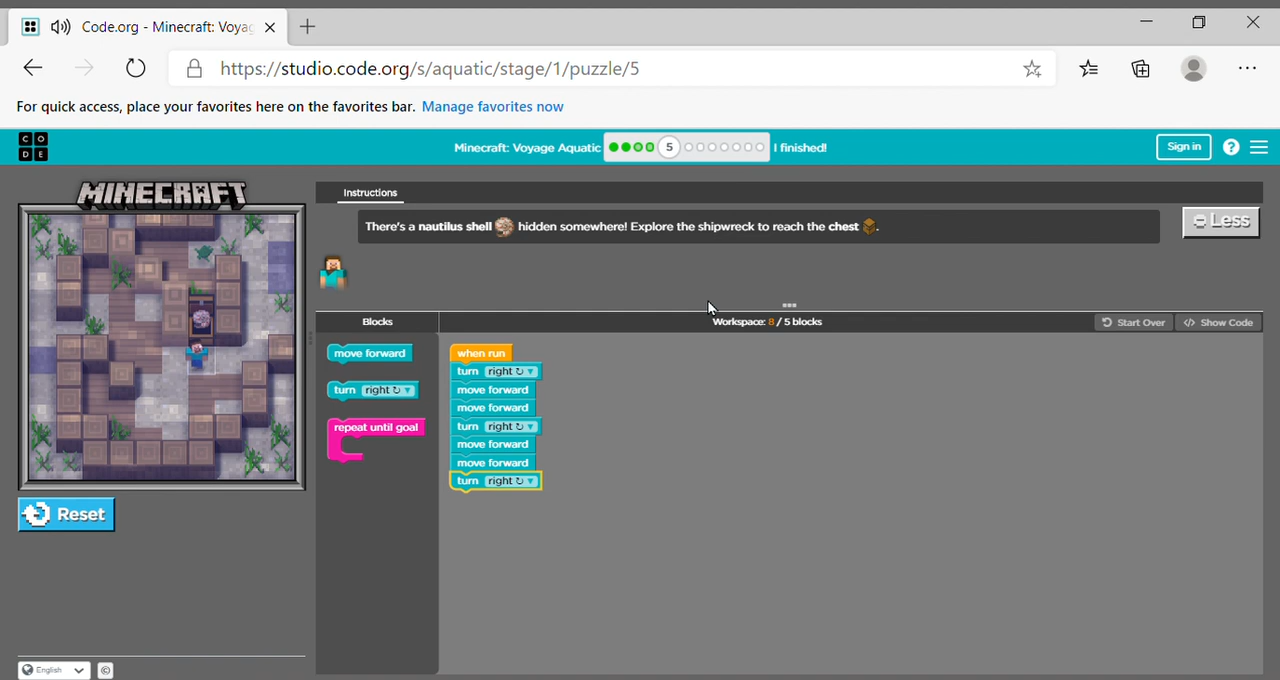 Code.org - Minecraft: Voyag
https://studio.code.org/s/aquatic/stage/1/puzzle/5
For quick access, place your favorites here on the favorites bar. Manage favorites now
C O
D E
Minecraft: Voyage Aquatic 5 I finished! Sign in ?
MINECRAFT
Instructions
There's a nautilus shell hidden somewhere! Explore the shipwreck to reach the chest .
Less
Blocks
Workspace: 8 / 5 blocks
Start Over
</> Show Code
move forward
turn right
repeat until goal
when run
turn right
move forward
move forward
turn right
move forward
move forward
turn right
Reset
English
©